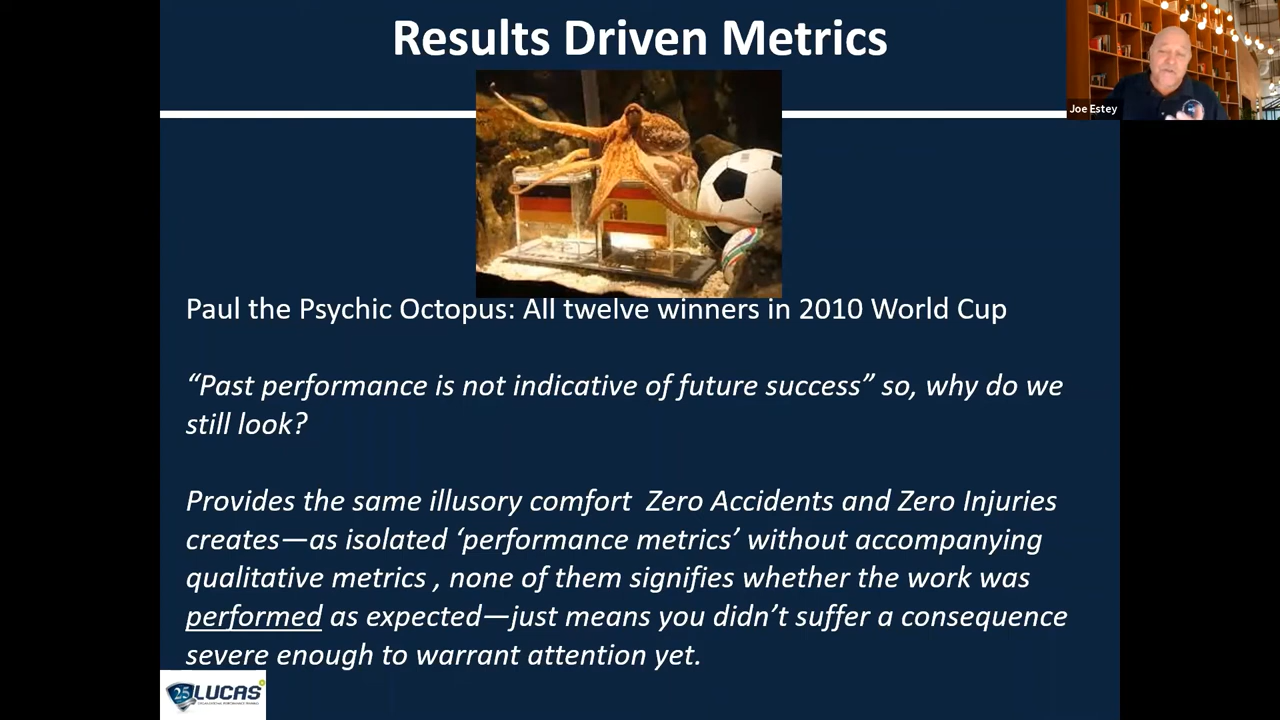 Results Driven Metrics
Joe Estey
Paul the Psychic Octopus: All twelve winners in 2010 World Cup
“Past performance is not indicative of future success” so, why do we
still look?
Provides the same illusory comfort  Zero Accidents and Zero Injuries
creates—as isolated ‘performance metrics’ without accompanying
qualitative metrics , none of them signifies whether the work was
performed as expected—just means you didn’t suffer a consequence
severe enough to warrant attention yet.
25 LUCAS